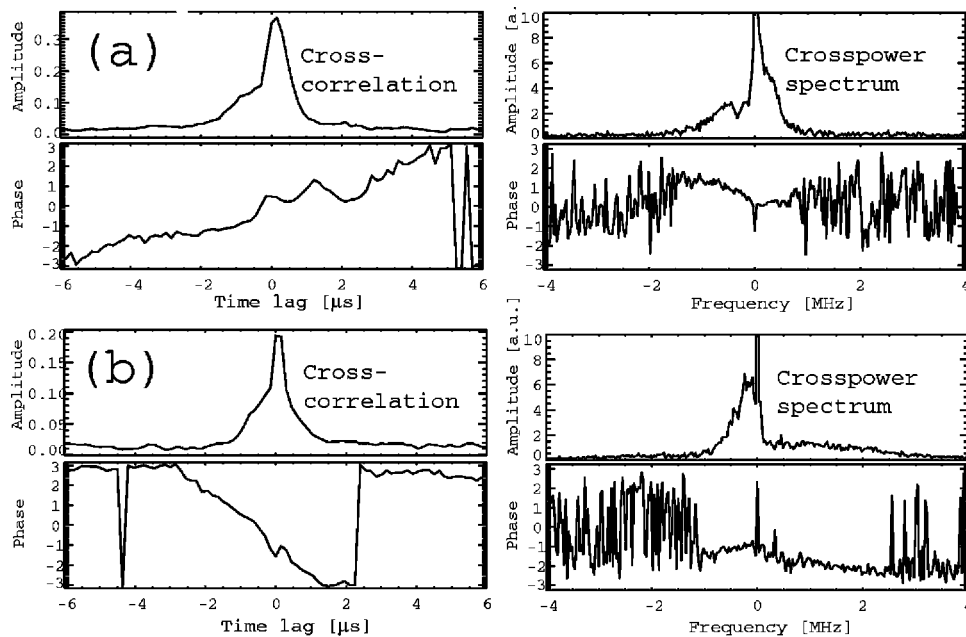 (a)
Cross-
correlation
Amplitude
0.3
0.2
0.1
0.0
Phase
3
2
1
0
-1
-2
-3
-6 -4 -2 0 2 4 6
Time lag [μs]
Crosspower
spectrum
Amplitude [a.
10
8
6
4
2
0
Phase
3
2
1
0
-1
-2
-3
-4 -2 0 2 4
Frequency [MHz]
(b)
Cross-
correlation
Amplitude
0.20
0.15
0.10
0.05
0.00
Phase
3
2
1
0
-1
-2
-3
-6 -4 -2 0 2 4 6
Time lag [μs]
Crosspower
spectrum
Amplitude [a.u.]
10
8
6
4
2
0
Phase
3
2
1
0
-1
-2
-3
-4 -2 0 2 4
Frequency [MHz]